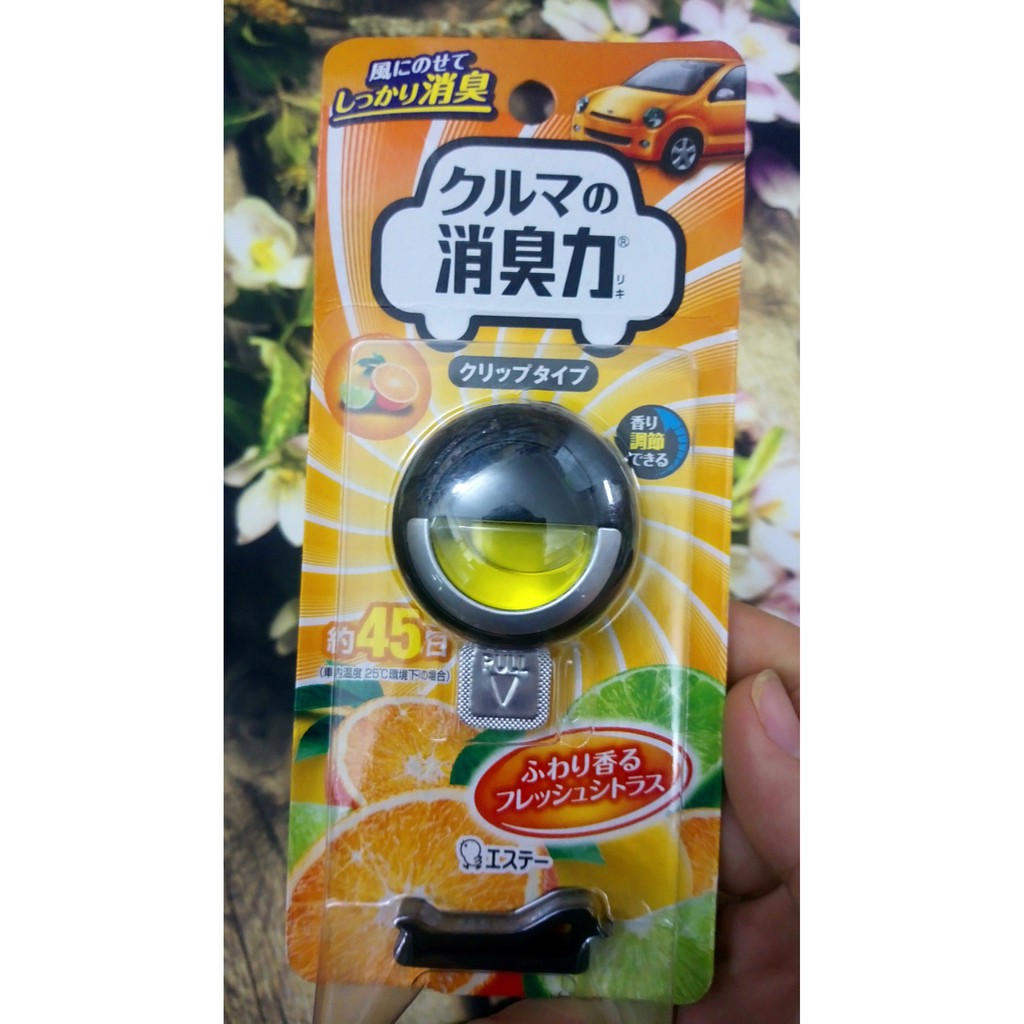 風にのせて
しっかり消臭
クルマの
消臭力®
リキ
クリップタイプ
香り
調節
できる
約45日
(車内温度 25℃環境下の場合)
PULL
ふわり香る
フレッシュシトラス
エステー